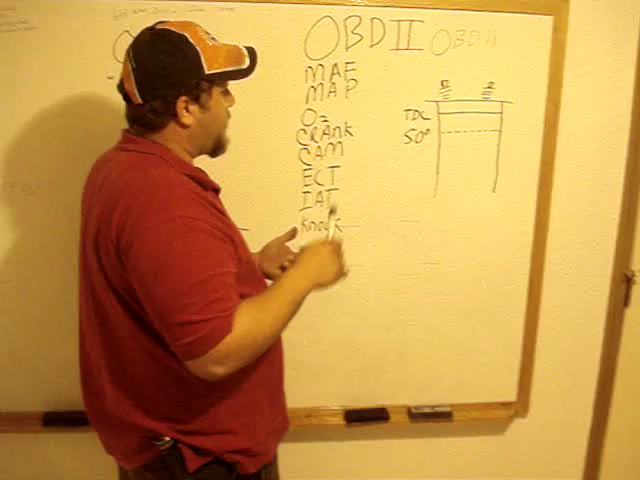 OBD II OBD II
MAF
MAP
O2
CRANK
CAM
ECT
IAT
Knock
TDC
50°